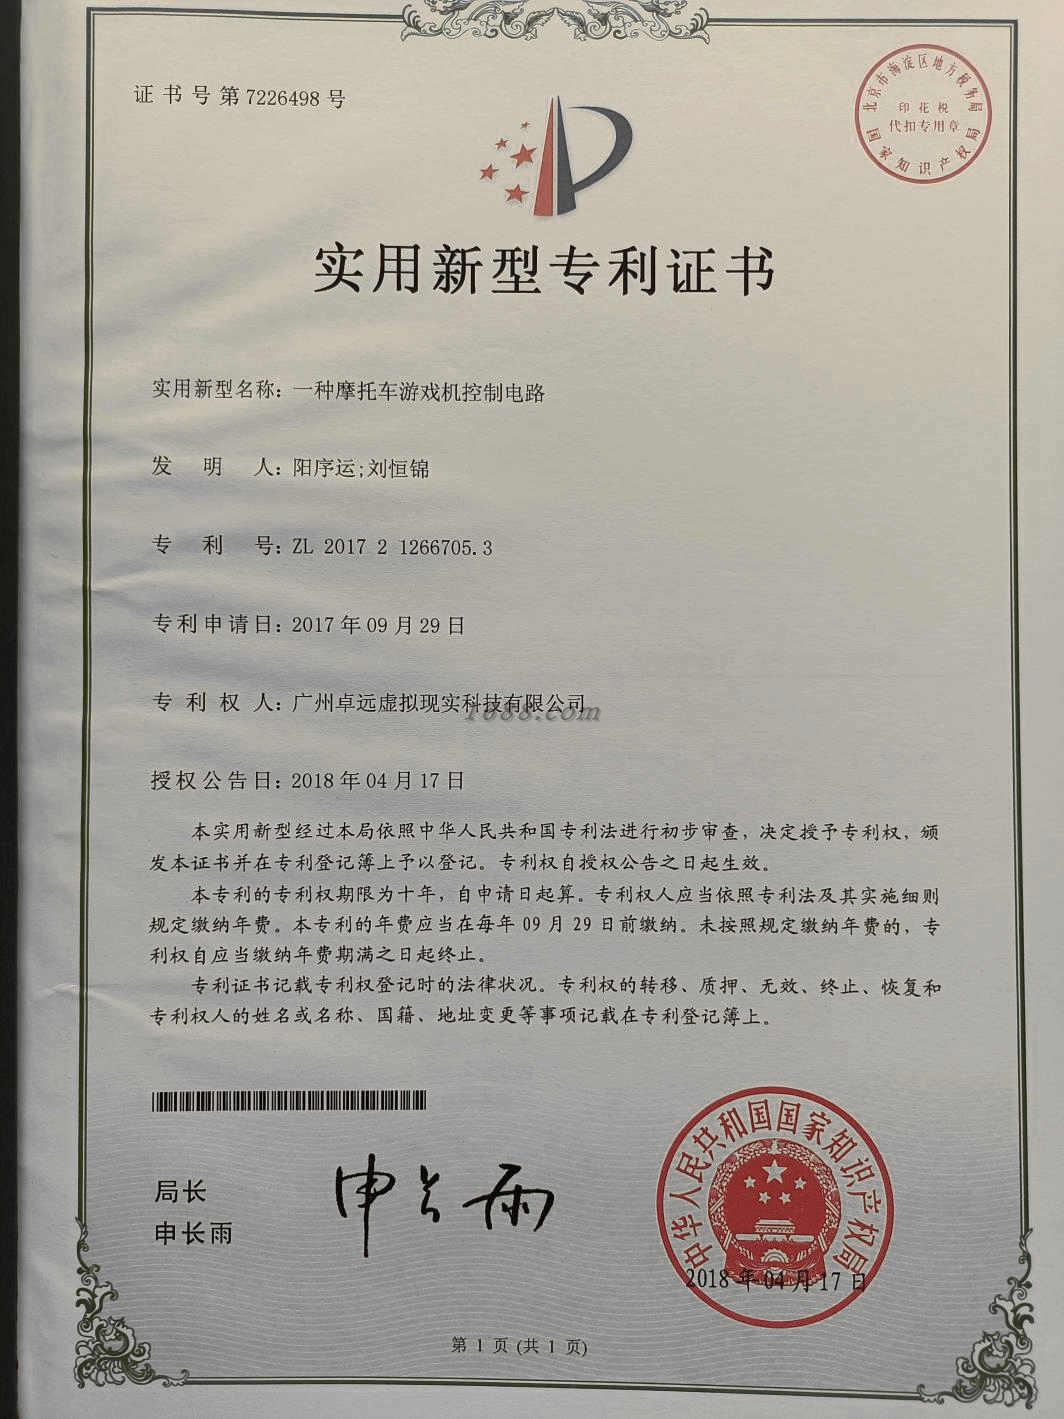 证书号第7226498号
北京市海淀区地方税务局
印花税
代扣专用章
国家知识产权局
实用新型专利证书
实用新型名称：一种摩托车游戏机控制电路
发明人：阳序运;刘恒锦
专利号：ZL 2017 2 1266705.3
专利申请日：2017年09月29日
专利权人：广州卓远虚拟现实科技有限公司
1688.com
授权公告日：2018年04月17日
本实用新型经过本局依照中华人民共和国专利法进行初步审查，决定授予专利权，颁
发本证书并在专利登记簿上予以登记。专利权自授权公告之日起生效。
本专利的专利权期限为十年，自申请日起算。专利权人应当依照专利法及其实施细则
规定缴纳年费。本专利的年费应当在每年09月29日前缴纳。未按照规定缴纳年费的，专
利权自应当缴纳年费期满之日起终止。
专利证书记载专利权登记时的法律状况。专利权的转移、质押、无效、终止、恢复和
专利权人的姓名或名称、国籍、地址变更等事项记载在专利登记簿上。
局长
申长雨
申长雨
中华人民共和国国家知识产权局
2018年04月17日
第1页(共1页)